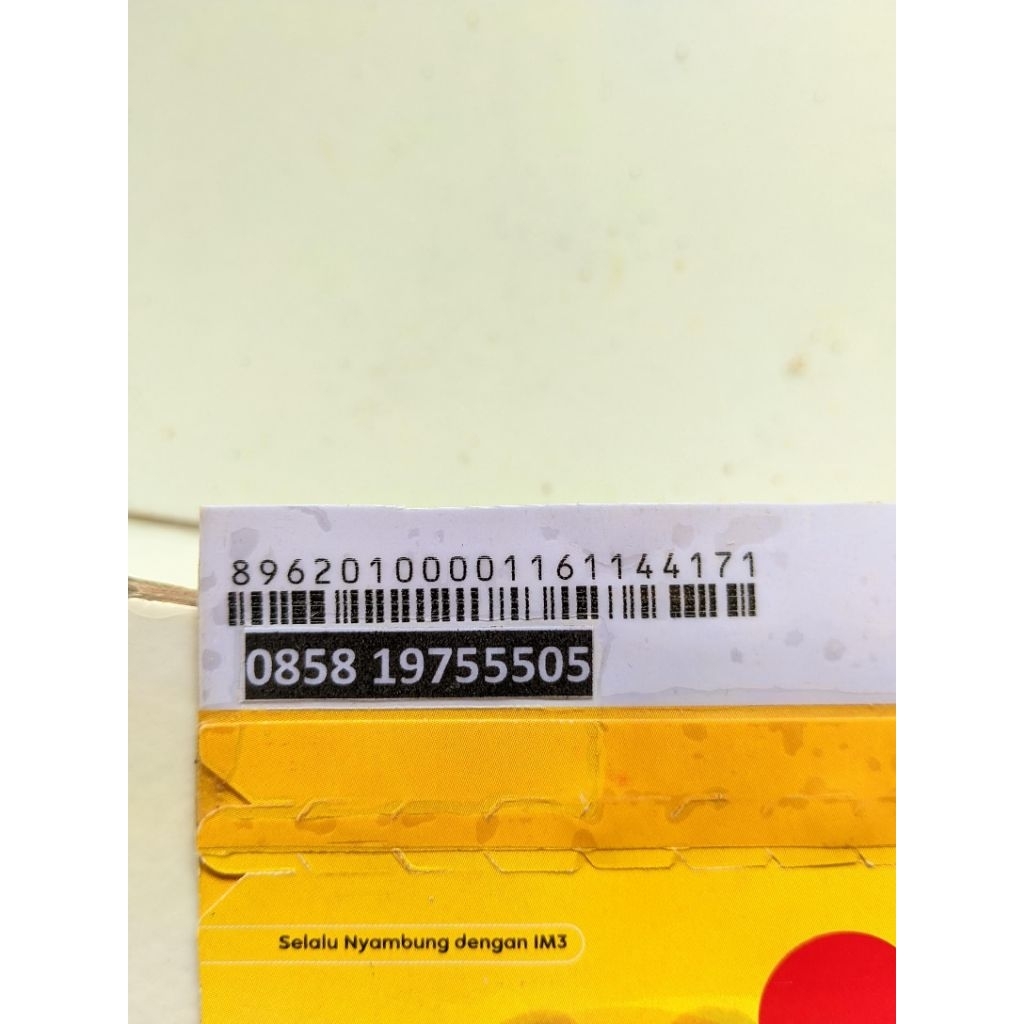 89620100001161144171
0858 19755505
Selalu Nyambung dengan IM3